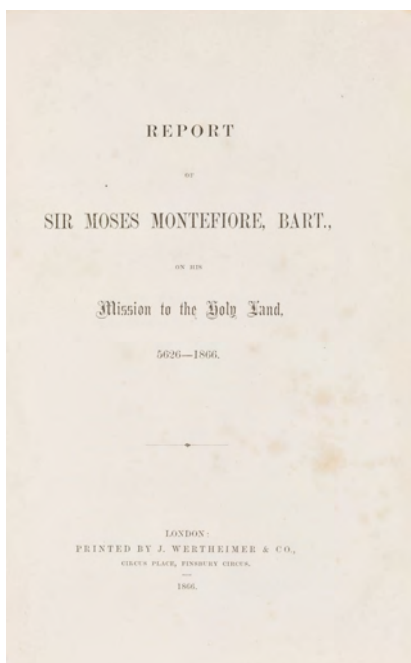 REPORT
OF
SIR MOSES MONTEFIORE, BART.,
ON HIS
Mission to the Holy Land,
5626—1866.
LONDON:
PRINTED BY J. WERTHEIMER & CO.,
CIRCUS PLACE, FINSBURY CIRCUS.
1866.